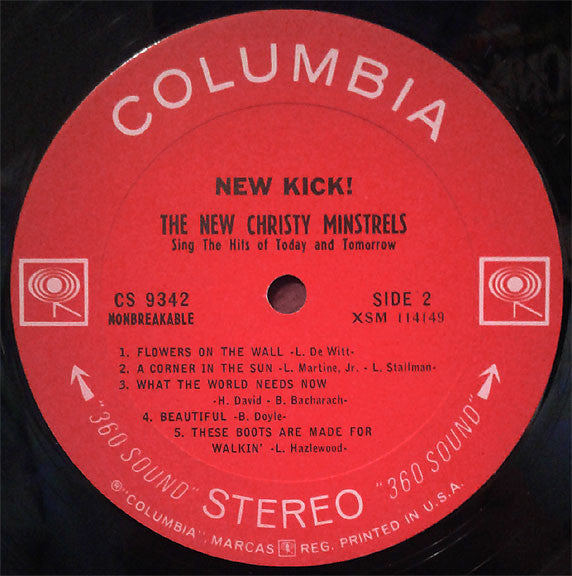 COLUMBIA
NEW KICK!
THE NEW CHRISTY MINSTRELS
Sing The Hits of Today and Tomorrow
CS 9342
NONBREAKABLE
SIDE 2
XSM 114149
1. FLOWERS ON THE WALL -L. De Witt-
2. A CORNER IN THE SUN -L. Martine, Jr. - L. Stallman-
3. WHAT THE WORLD NEEDS NOW
-H. David - B. Bacharach-
4. BEAUTIFUL -B. Doyle-
5. THESE BOOTS ARE MADE FOR
WALKIN' -L. Hazlewood-
"360 SOUND" STEREO "360 SOUND"
®"COLUMBIA", MARCAS REG. PRINTED IN U.S.A.